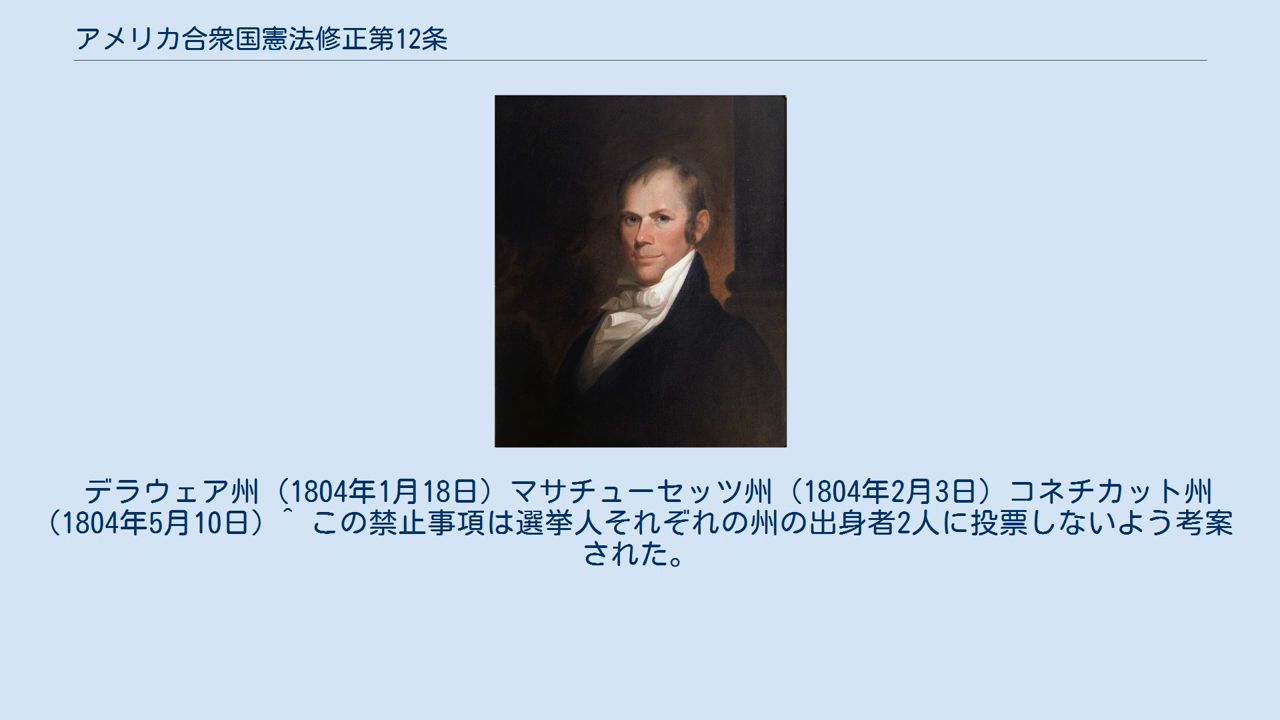 アメリカ合衆国憲法修正第12条
デラウェア州（1804年1月18日）マサチューセッツ州（1804年2月3日）コネチカット州
（1804年5月10日）^ この禁止事項は選挙人それぞれの州の出身者2人に投票しないよう考案
された。